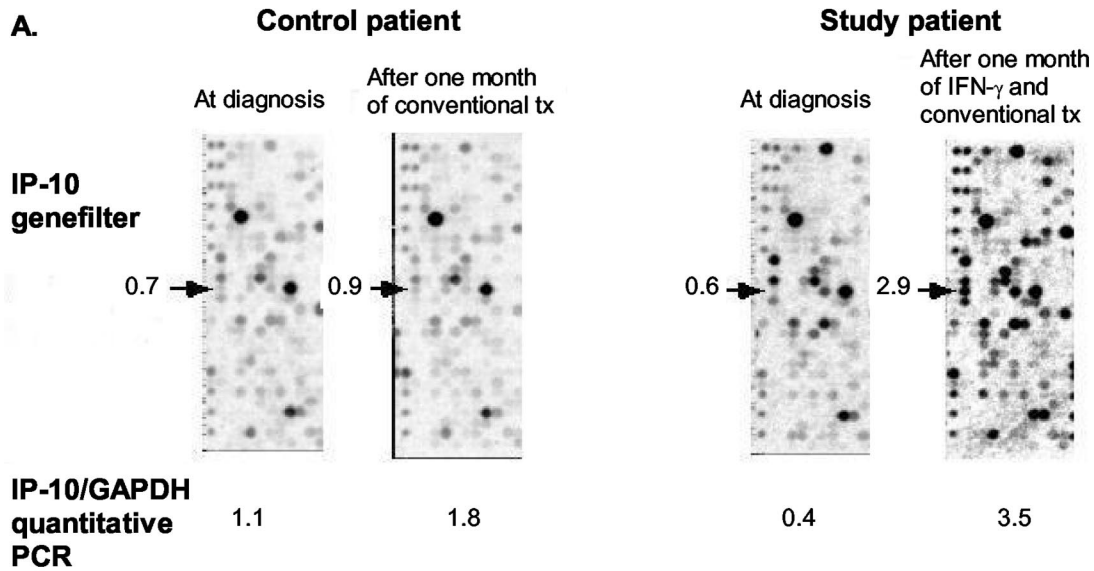 A.
Control patient
Study patient
At diagnosis
After one month
of conventional tx
At diagnosis
After one month
of IFN-γ and
conventional tx
IP-10
genefilter
0.7
0.9
0.6
2.9
IP-10/GAPDH
quantitative
PCR
1.1
1.8
0.4
3.5